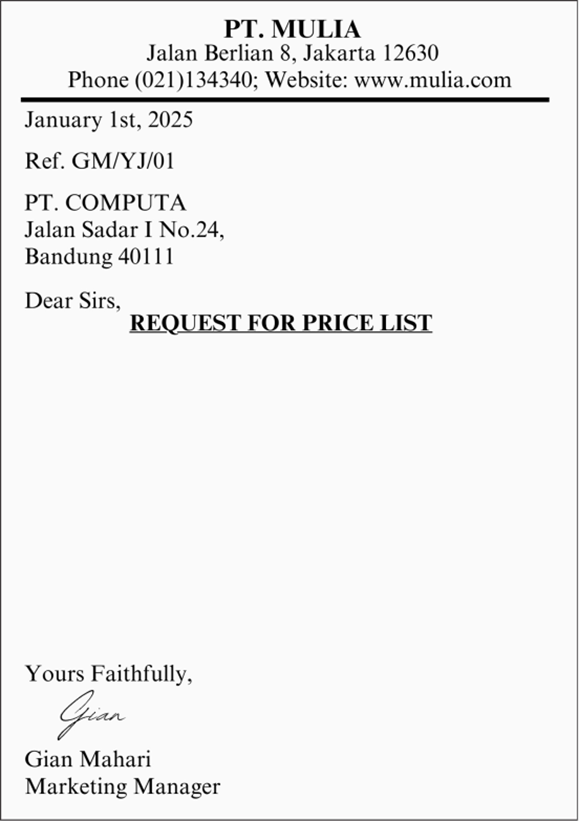 PT. MULIA
Jalan Berlian 8, Jakarta 12630
Phone (021)134340; Website: www.mulia.com
January 1st, 2025
Ref. GM/YJ/01
PT. COMPUTA
Jalan Sadar I No.24,
Bandung 40111
Dear Sirs,
REQUEST FOR PRICE LIST
Yours Faithfully,
Gian
Gian Mahari
Marketing Manager